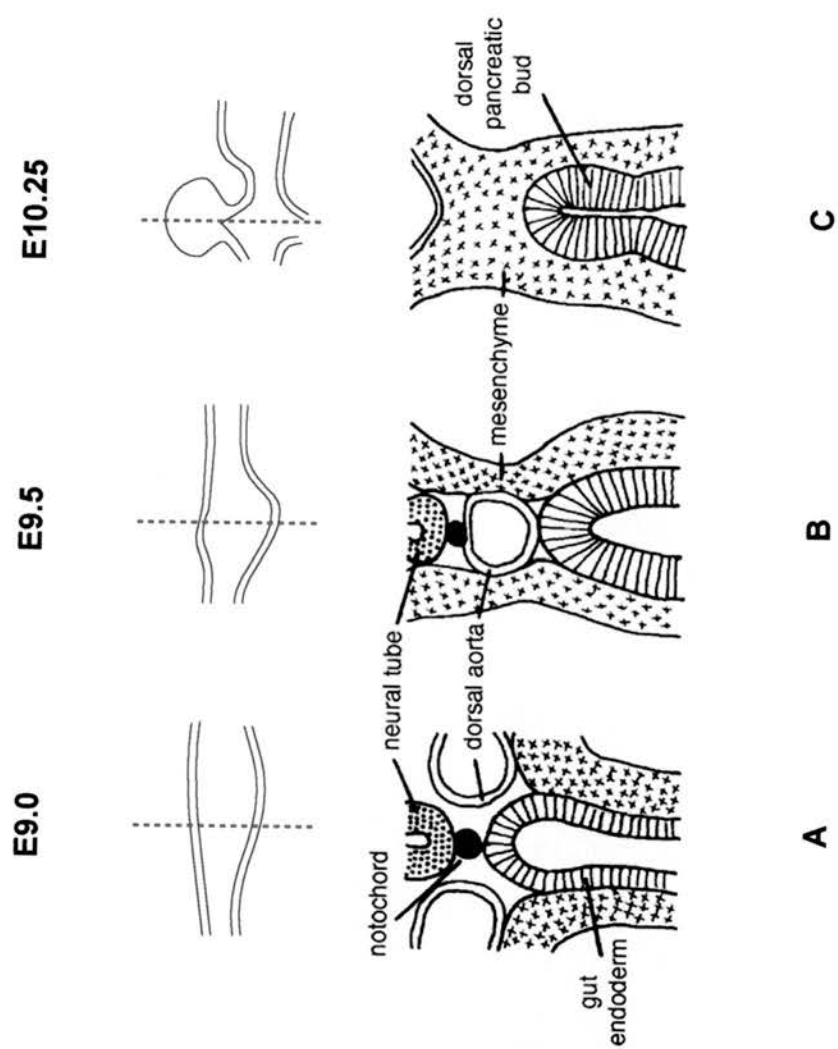 E9.0
E9.5
E10.25
notochord
neural tube
dorsal aorta
mesenchyme
dorsal
pancreatic
bud
gut
endoderm
A
B
C